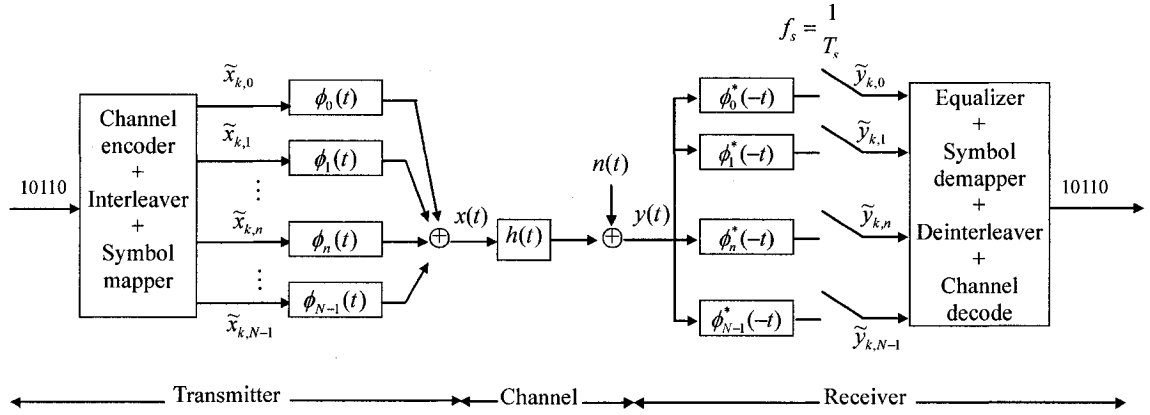 f_s = 1/T_s
x̃_{k,0}
ϕ_0(t)
x̃_{k,1}
ϕ_1(t)
⋮
x̃_{k,n}
ϕ_n(t)
⋮
x̃_{k,N−1}
ϕ_{N−1}(t)
10110
Channel
encoder
+
Interleaver
+
Symbol
mapper
⊕
x(t)
h(t)
n(t)
⊕
y(t)
ϕ_0^*(−t)
ỹ_{k,0}
ϕ_1^*(−t)
ỹ_{k,1}
ϕ_n^*(−t)
ỹ_{k,n}
ϕ_{N−1}^*(−t)
ỹ_{k,N−1}
Equalizer
+
Symbol
demapper
+
Deinterleaver
+
Channel
decode
10110
Transmitter
Channel
Receiver